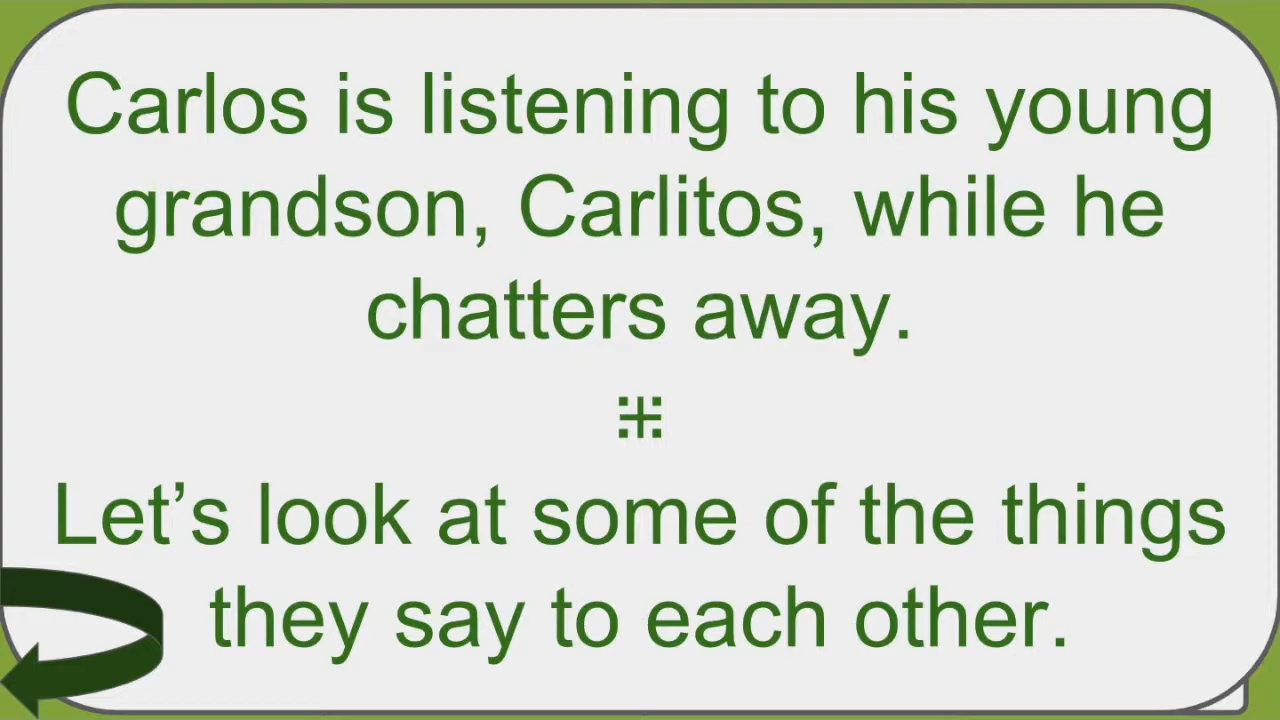 Carlos is listening to his young
grandson, Carlitos, while he
chatters away.
⁜
Let’s look at some of the things
they say to each other.